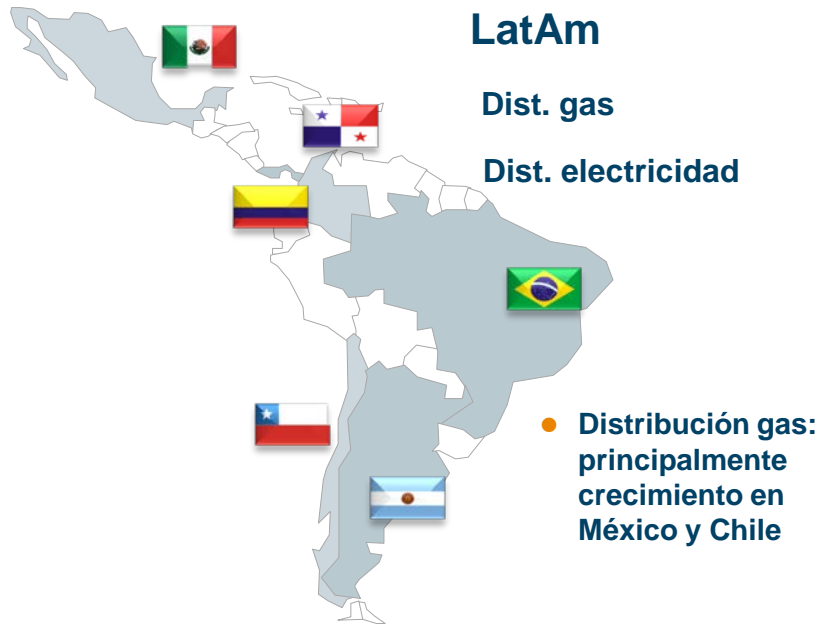 LatAm
Dist. gas
Dist. electricidad
● Distribución gas:
principalmente
crecimiento en
México y Chile